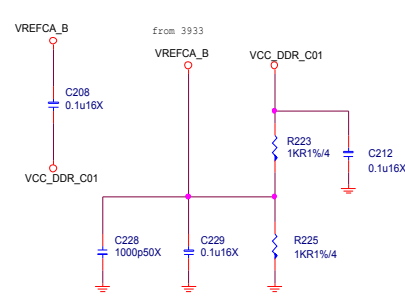 VREFCA_B
from 3933
VREFCA_B
VCC_DDR_C01
C208
0.1u16X
VCC_DDR_C01
R223
1KR1%/4
C212
0.1u16X
C228
1000p50X
C229
0.1u16X
R225
1KR1%/4